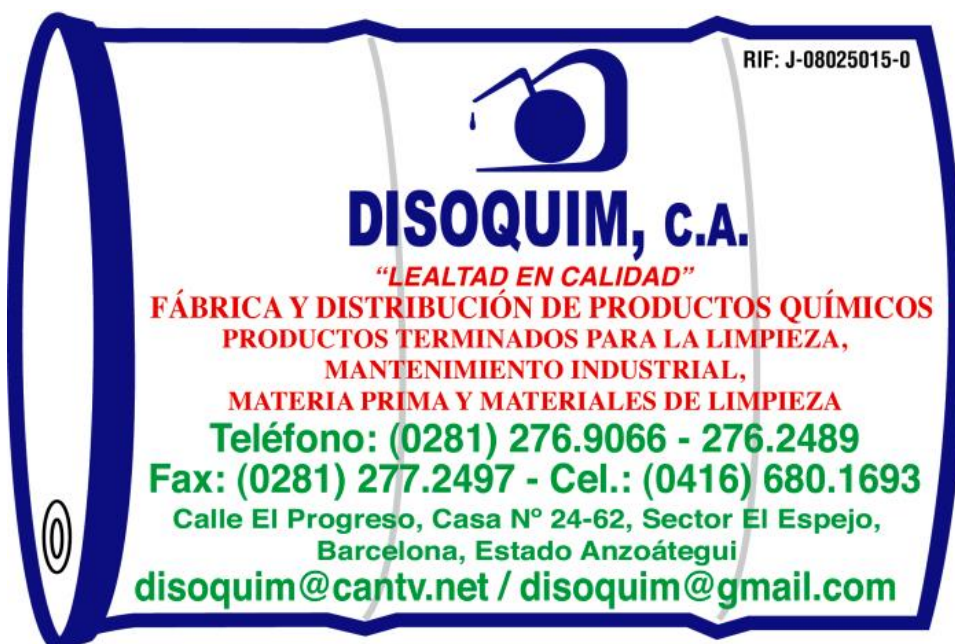 RIF: J-08025015-0
DISOQUIM, C.A.
“LEALTAD EN CALIDAD”
FÁBRICA Y DISTRIBUCIÓN DE PRODUCTOS QUÍMICOS
PRODUCTOS TERMINADOS PARA LA LIMPIEZA,
MANTENIMIENTO INDUSTRIAL,
MATERIA PRIMA Y MATERIALES DE LIMPIEZA
Teléfono: (0281) 276.9066 - 276.2489
Fax: (0281) 277.2497 - Cel.: (0416) 680.1693
Calle El Progreso, Casa Nº 24-62, Sector El Espejo,
Barcelona, Estado Anzoátegui
disoquim@cantv.net / disoquim@gmail.com